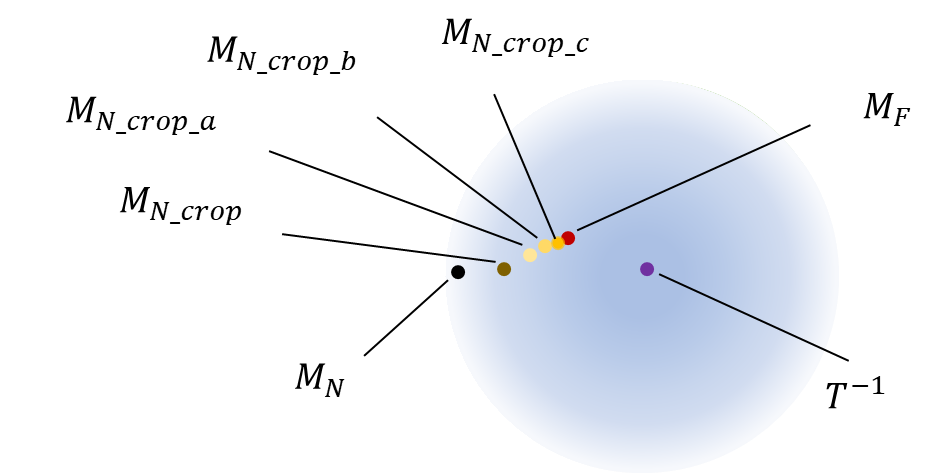 M_{N_crop_c}
M_{N_crop_b}
M_{N_crop_a}
M_F
M_{N_crop}
M_N
T^{-1}